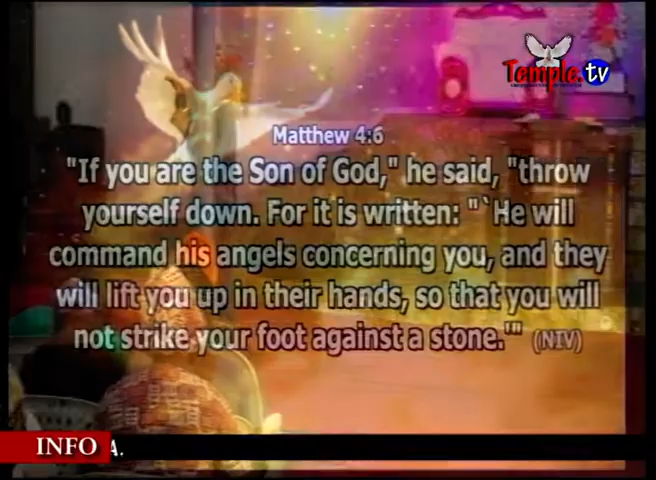 Temple.tv
Matthew 4:6
"If you are the Son of God," he said, "throw
yourself down. For it is written: "`He will
command his angels concerning you, and they
will lift you up in their hands, so that you will
not strike your foot against a stone.'" (NIV)
INFO A.